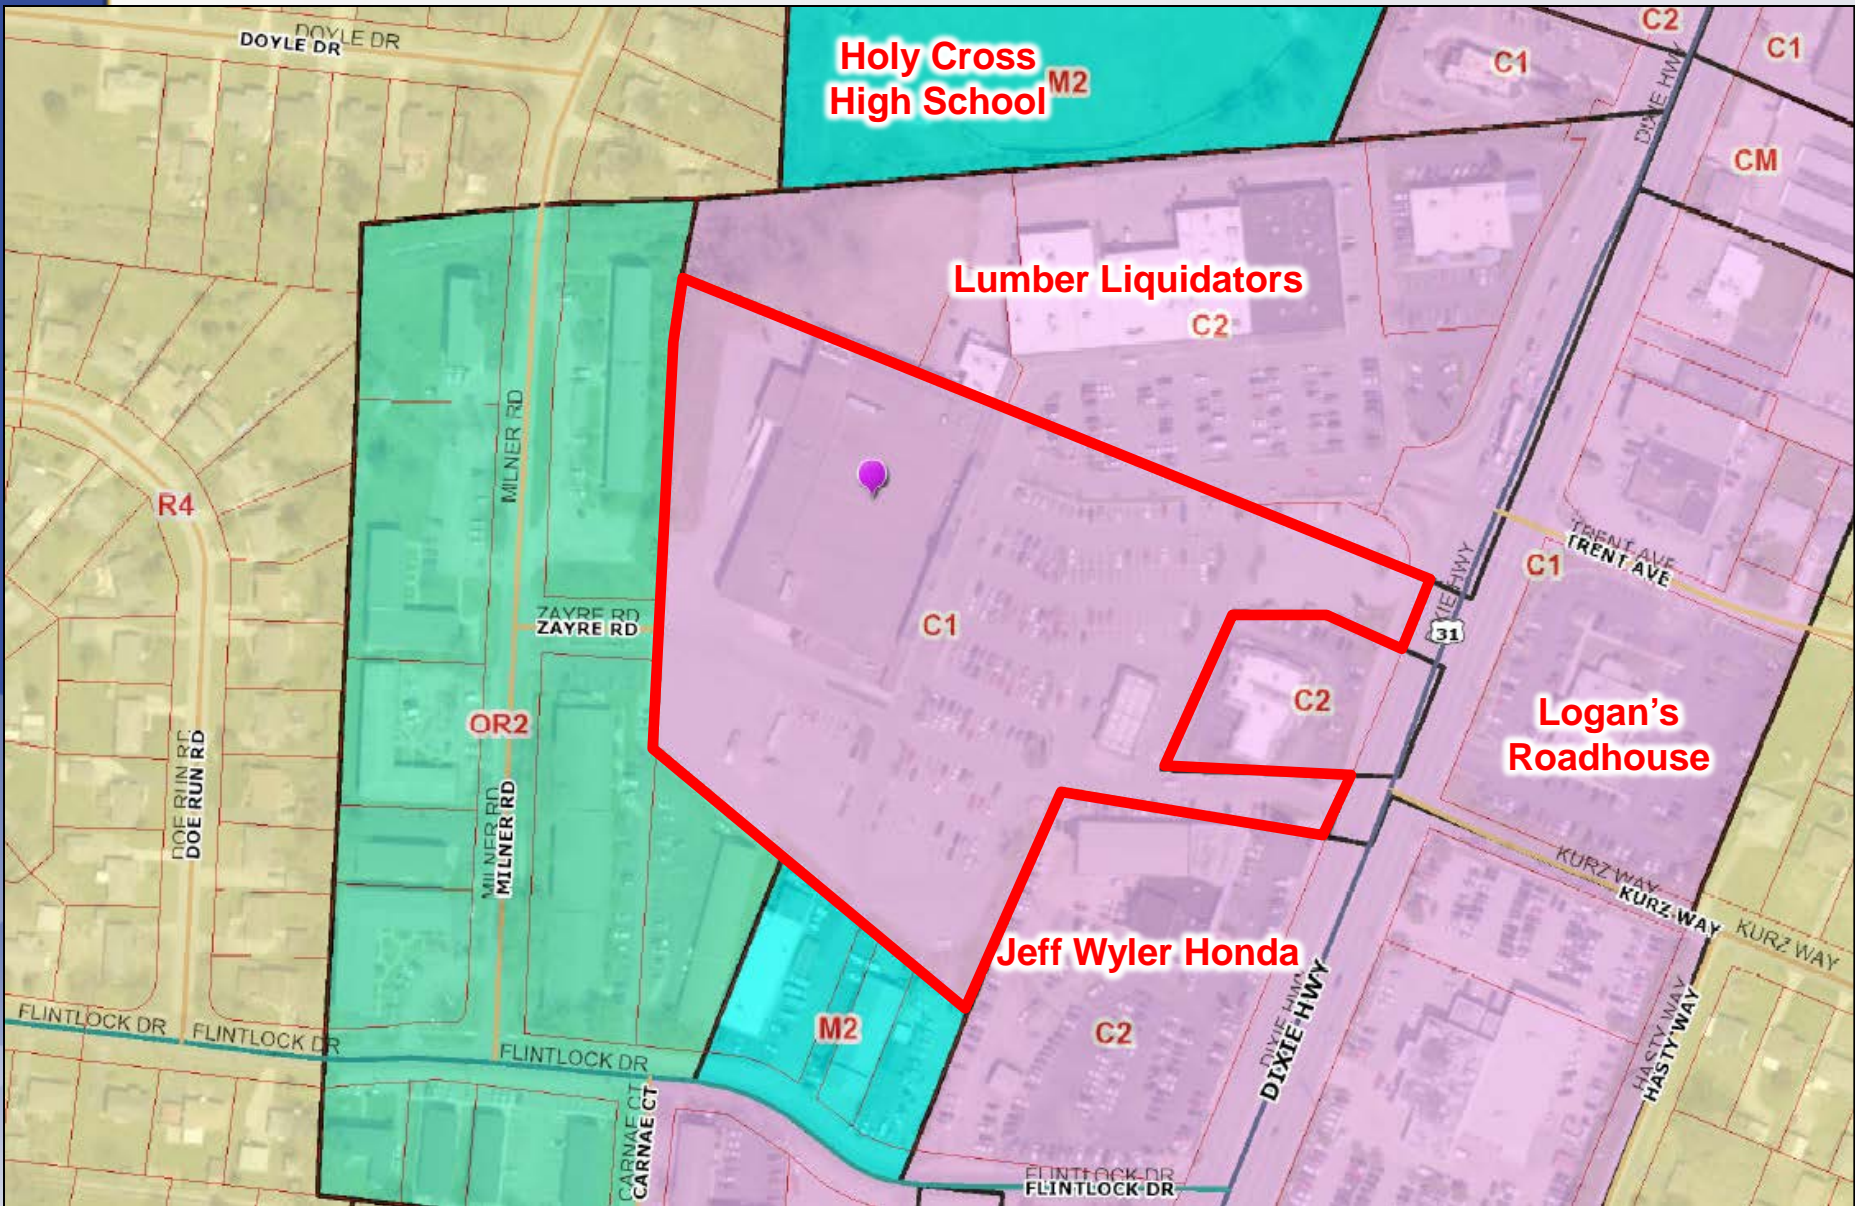 DOYLE DR
DOYLE DR
Holy Cross
High School
M2
C2
C1
C1
DIXIE HWY
CM
Lumber Liquidators
C2
MILNER RD
R4
TRENT AVE
TRENT AVE
C1
DIXIE HWY
31
ZAYRE RD
ZAYRE RD
C1
C2
OR2
Logan's
Roadhouse
DOE RUN RD
DOE RUN RD
MILNER RD
MILNER RD
KURZ WAY
KURZ WAY
KURZ WAY
Jeff Wyler Honda
C2
M2
DIXIE HWY
DIXIE HWY
HASTY WAY
HASTY WAY
FLINTLOCK DR
FLINTLOCK DR
FLINTLOCK DR
CARNAE CT
CARNAE CT
FLINTLOCK DR
FLINTLOCK DR